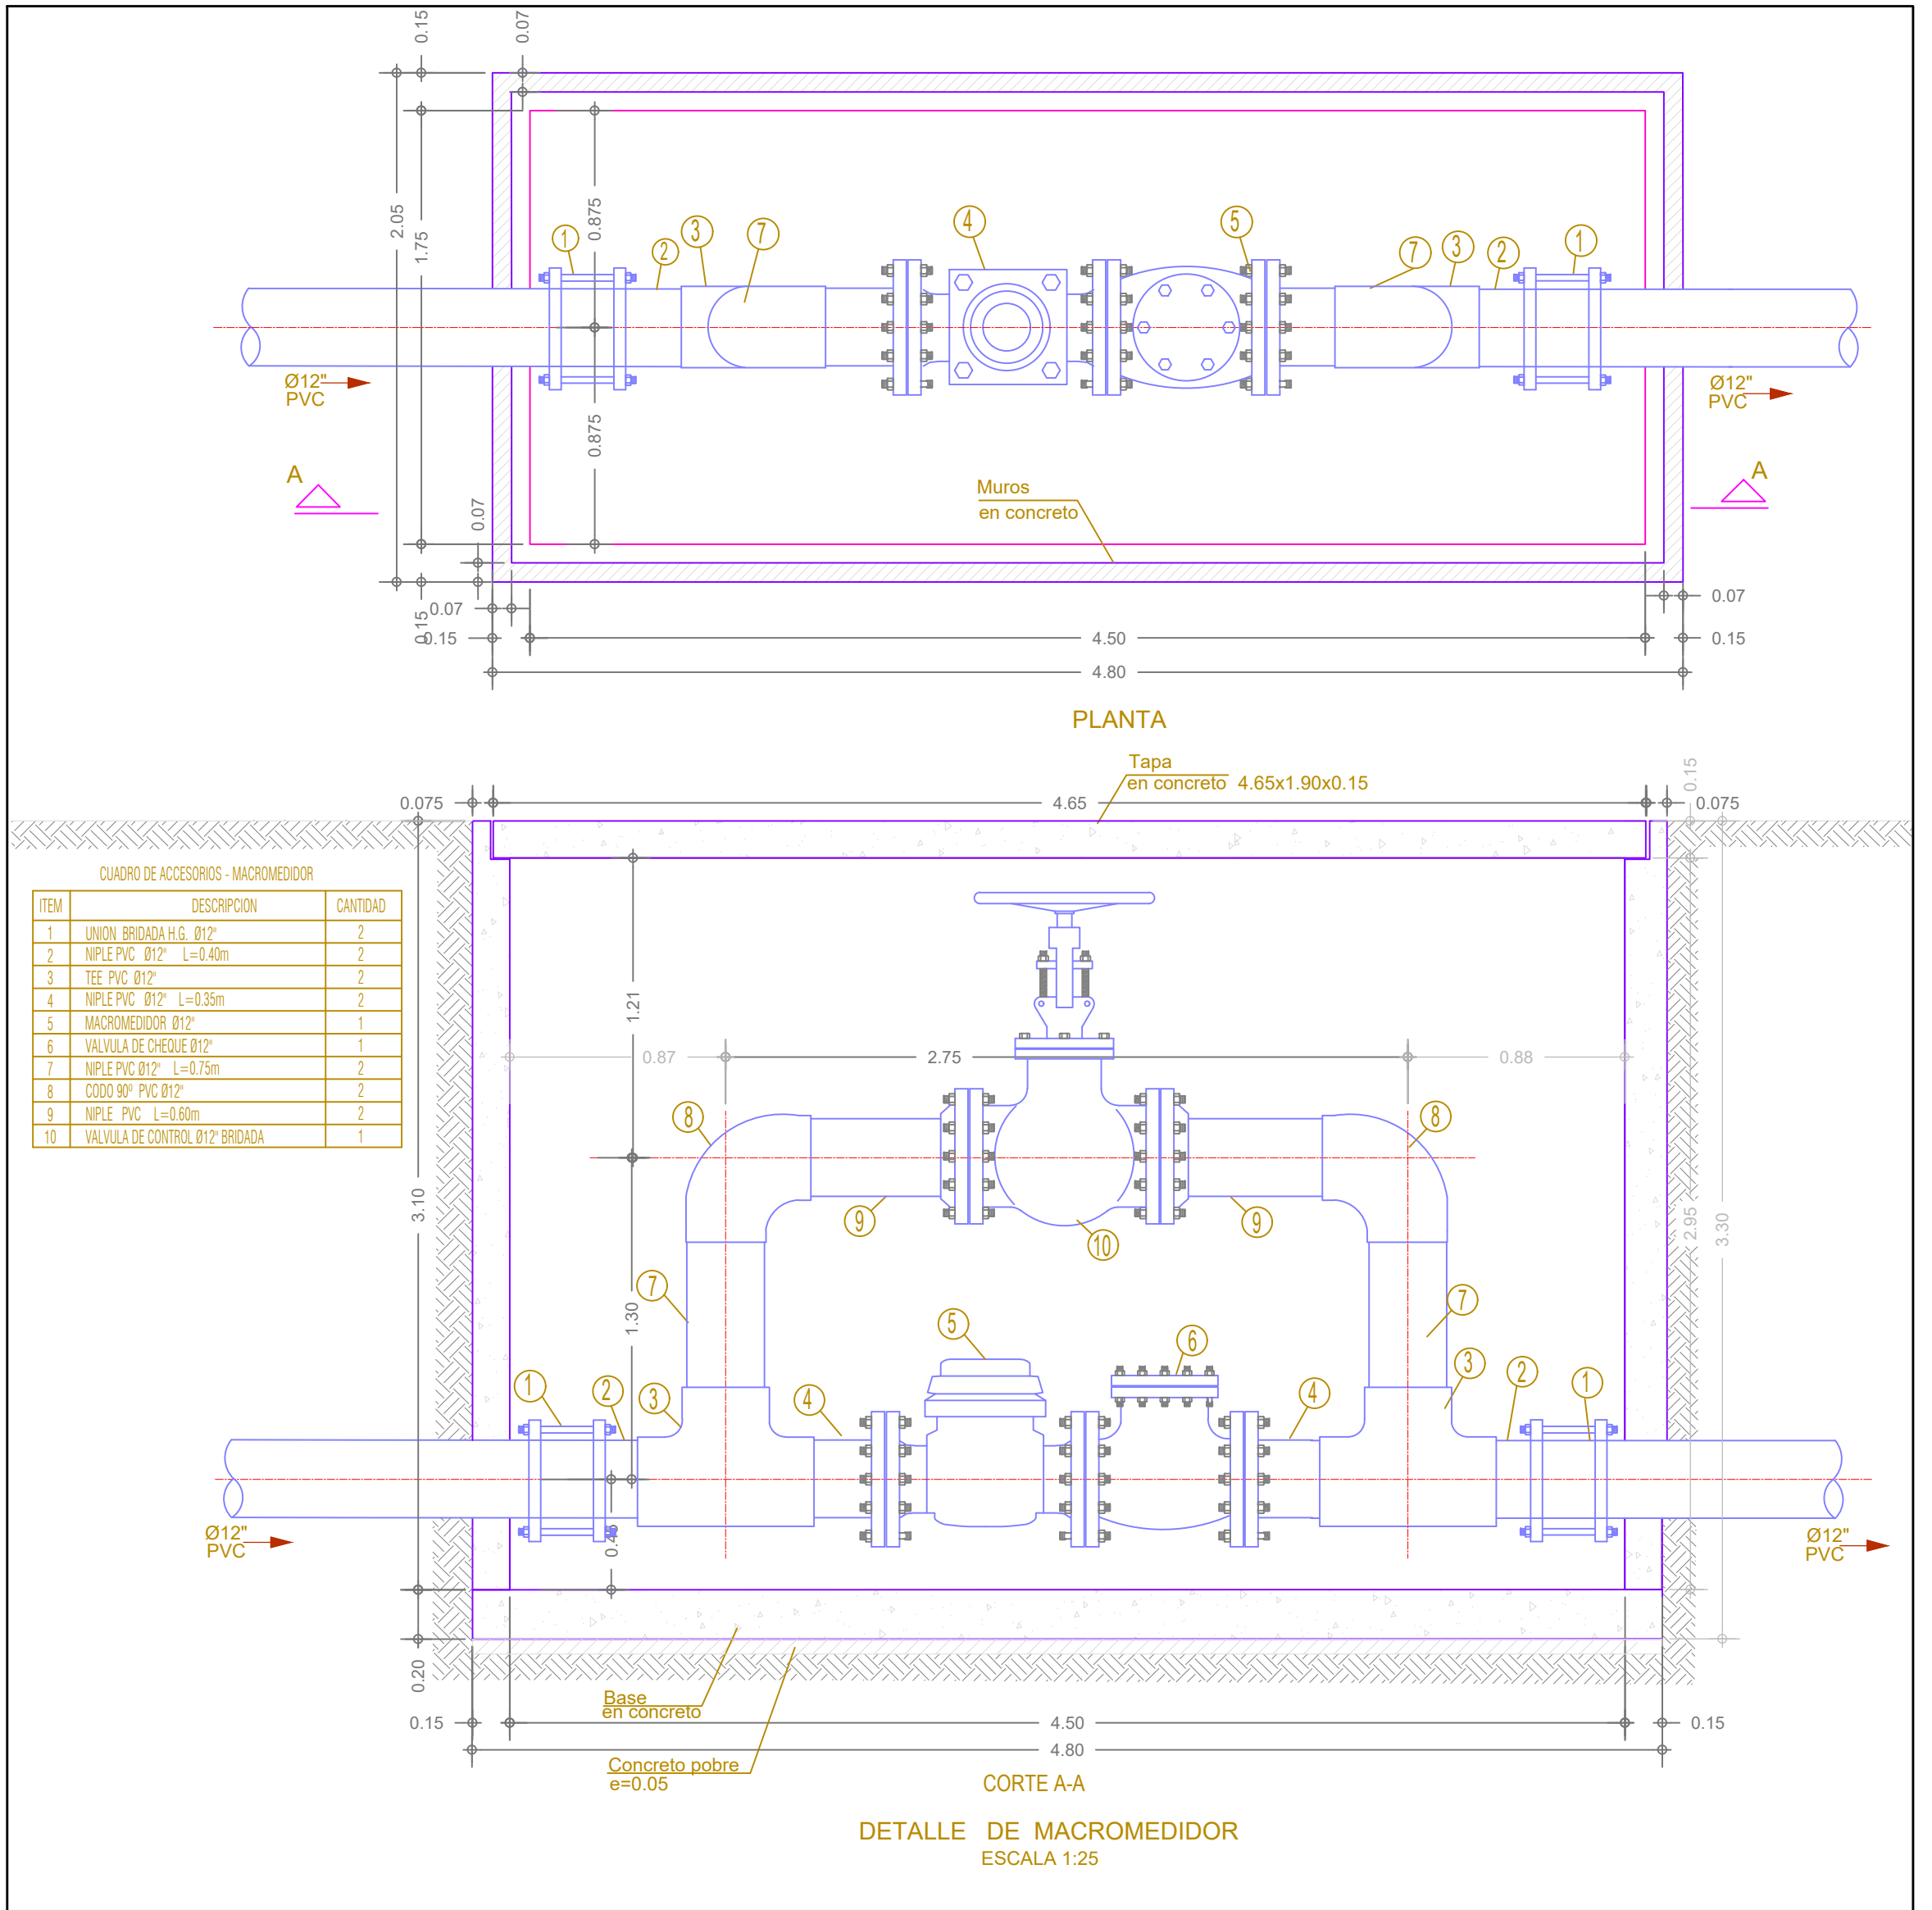 0.15
0.07
2.05
1.75
0.875
0.875
0.07
0.15
1
2
3
7
4
5
7
3
2
1
Ø12"
PVC
Ø12"
PVC
A
A
Muros
en concreto
0.07
0.15
0.07
0.15
4.50
4.80
PLANTA
Tapa
en concreto 4.65x1.90x0.15
0.075
4.65
0.15
0.075
CUADRO DE ACCESORIOS - MACROMEDIDOR
ITEM DESCRIPCION CANTIDAD
1 UNION BRIDADA H.G. Ø12" 2
2 NIPLE PVC Ø12" L=0.40m 2
3 TEE PVC Ø12" 2
4 NIPLE PVC Ø12" L=0.35m 2
5 MACROMEDIDOR Ø12" 1
6 VALVULA DE CHEQUE Ø12" 1
7 NIPLE PVC Ø12" L=0.75m 2
8 CODO 90º PVC Ø12" 2
9 NIPLE PVC L=0.60m 2
10 VALVULA DE CONTROL Ø12" BRIDADA 1
1.21
0.87
2.75
0.88
8
8
3.10
9
10
9
2.95
3.30
7
1.30
7
5
6
1
2
3
4
4
3
2
1
Ø12"
PVC
Ø12"
PVC
0.20
Base
en concreto
0.15
4.50
0.15
4.80
Concreto pobre
e=0.05
CORTE A-A
DETALLE DE MACROMEDIDOR
ESCALA 1:25